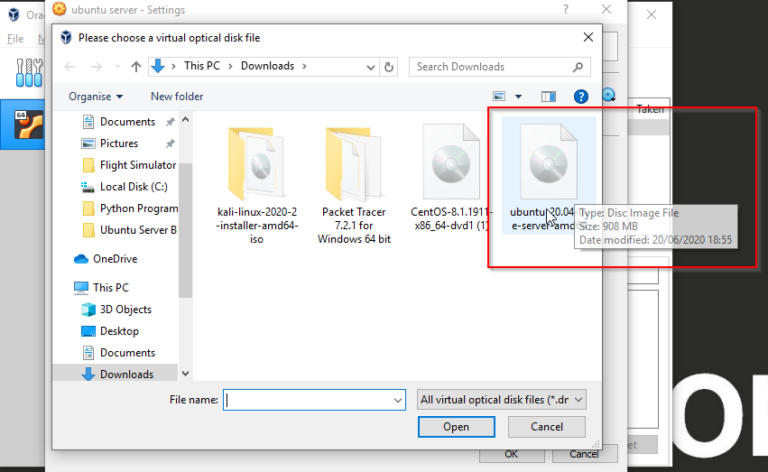 Orac
ubuntu server - Settings
?
File
M
Please choose a virtual optical disk file
This PC
Downloads
Search Downloads
Organise
New folder
?
Taken
64
Documents
Pictures
Flight Simulator
Local Disk (C:)
Python Program
Ubuntu Server B
OneDrive
This PC
3D Objects
Desktop
Documents
Downloads
kali-linux-2020-2
-installer-amd64-
iso
Packet Tracer
7.2.1 for
Windows 64 bit
CentOS-8.1.1911-
x86_64-dvd1 (1)
ubuntu-20.04-
e-server-amd6
Type: Disc Image File
Size: 908 MB
Date modified: 20/06/2020 18:55
File name:
All virtual optical disk files (*.dr
Open
Cancel
OK
Cancel
et
OI